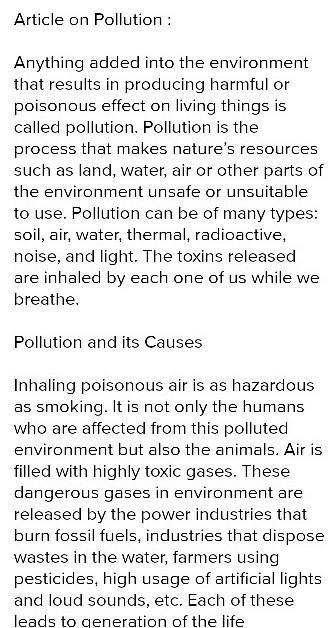 Article on Pollution :
Anything added into the environment
that results in producing harmful or
poisonous effect on living things is
called pollution. Pollution is the
process that makes nature's resources
such as land, water, air or other parts of
the environment unsafe or unsuitable
to use. Pollution can be of many types:
soil, air, water, thermal, radioactive,
noise, and light. The toxins released
are inhaled by each one of us while we
breathe.
Pollution and its Causes
Inhaling poisonous air is as hazardous
as smoking. It is not only the humans
who are affected from this polluted
environment but also the animals. Air is
filled with highly toxic gases. These
dangerous gases in environment are
released by the power industries that
burn fossil fuels, industries that dispose
wastes in the water, farmers using
pesticides, high usage of artificial lights
and loud sounds, etc. Each of these
leads to generation of the life